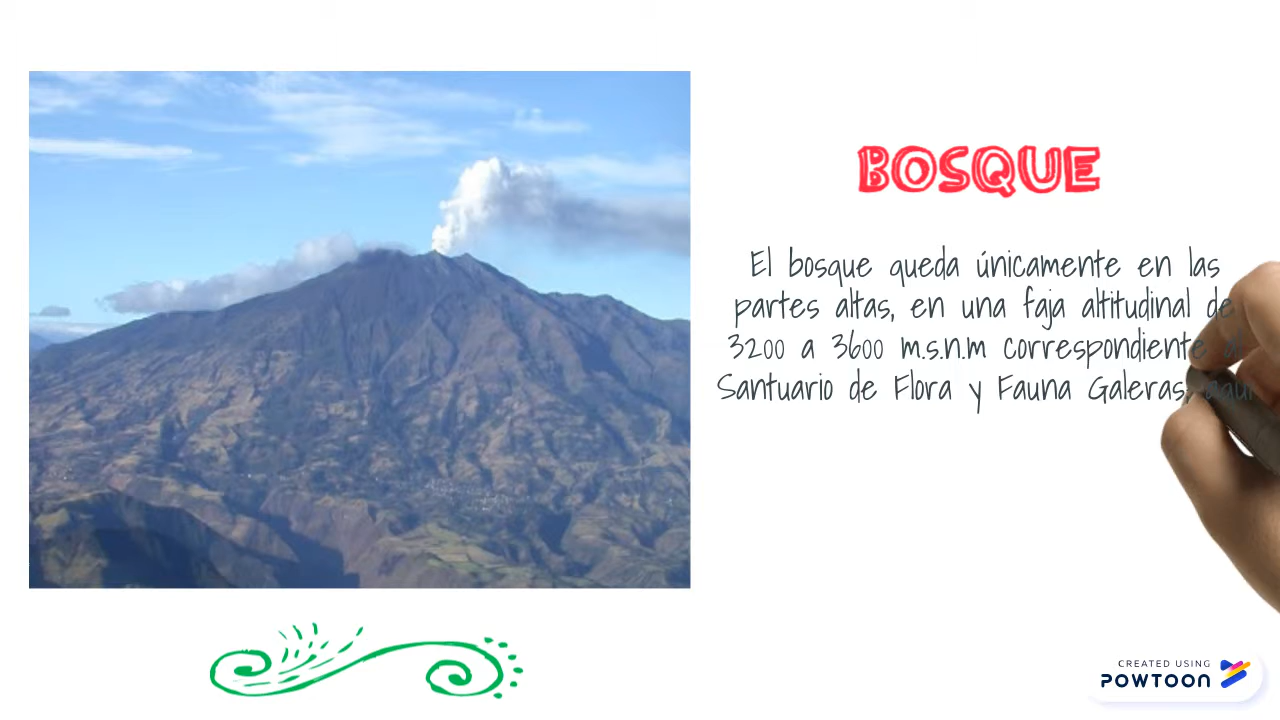 BOSQUE
El bosque queda únicamente en las
partes altas, en una faja altitudinal de
3200 a 3600 m.s.n.m correspondiente
Santuario de Flora y Fauna Galeras, aquí
CREATED USING
POWTOON